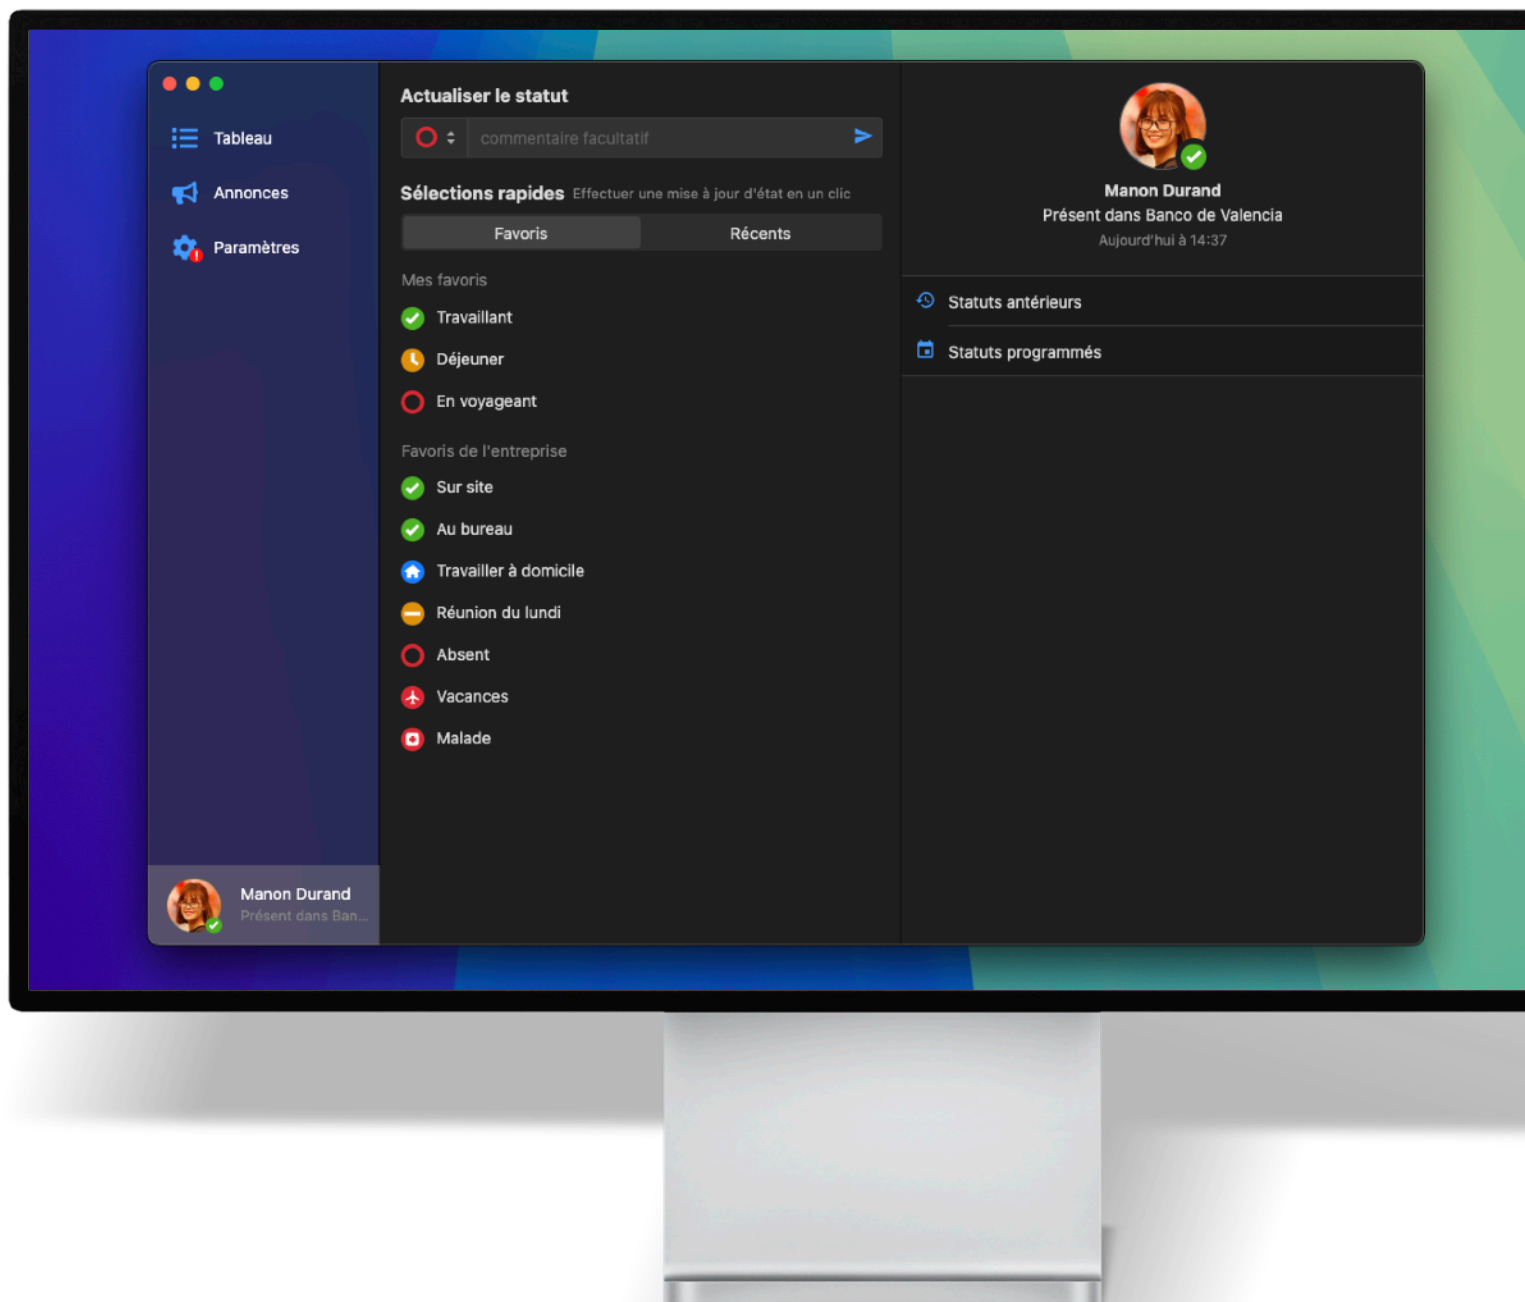 Tableau
Annonces
Paramètres
Manon Durand
Présent dans Ban...
Actualiser le statut
commentaire facultatif
Sélections rapides Effectuer une mise à jour d'état en un clic
Favoris Récents
Mes favoris
Travaillant
Déjeuner
En voyageant
Favoris de l'entreprise
Sur site
Au bureau
Travailler à domicile
Réunion du lundi
Absent
Vacances
Malade
Manon Durand
Présent dans Banco de Valencia
Aujourd'hui à 14:37
Statuts antérieurs
Statuts programmés